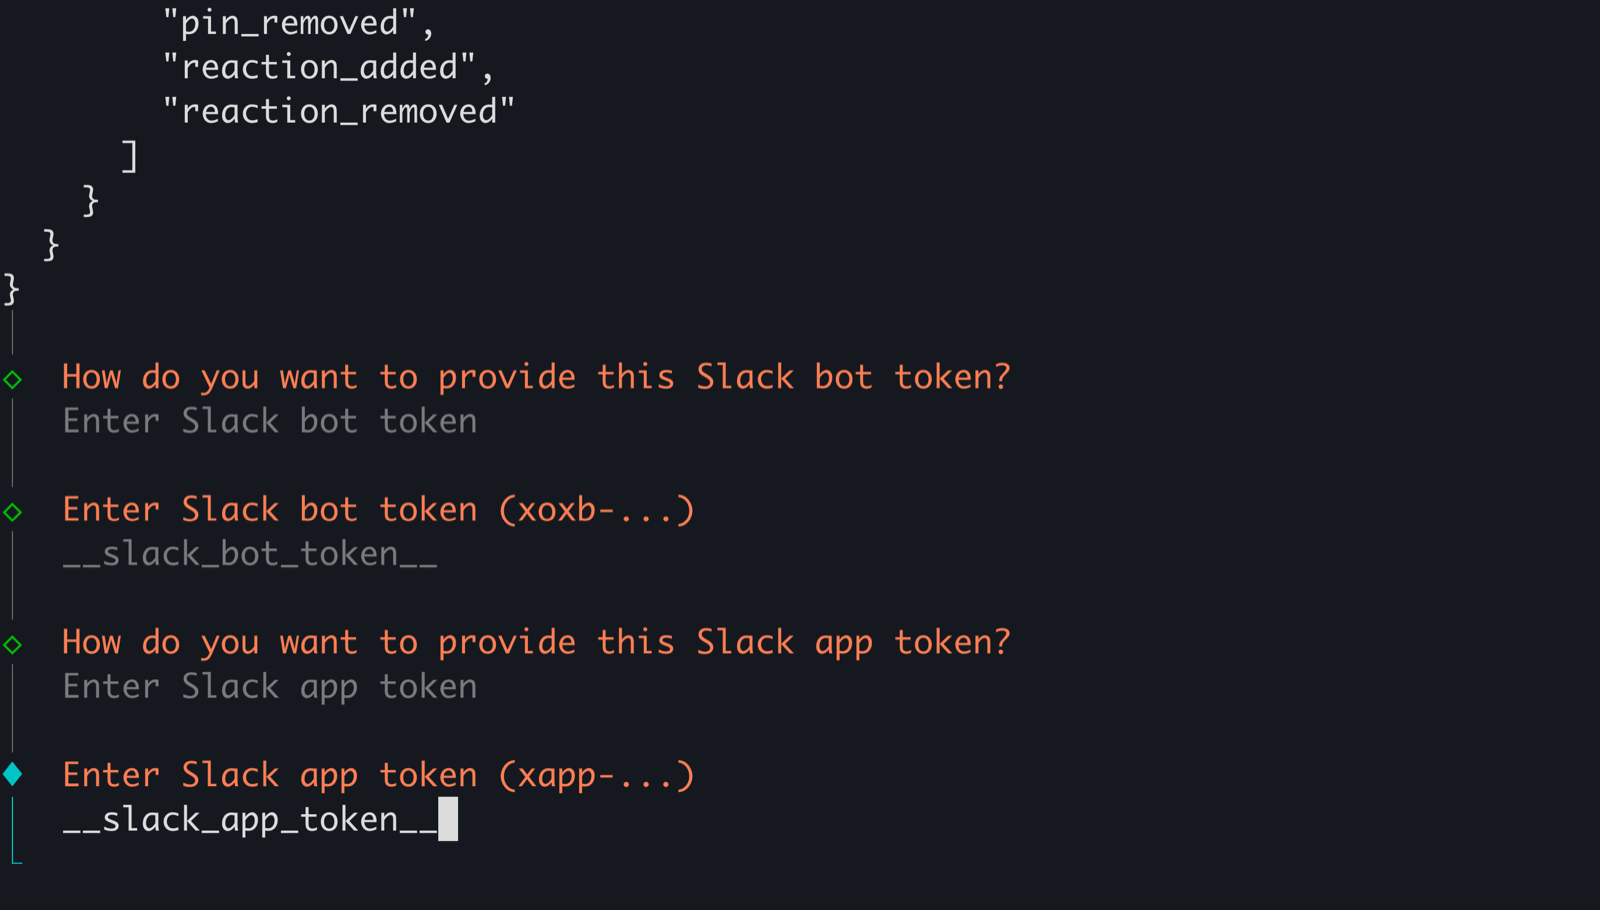 "pin_removed",
"reaction_added",
"reaction_removed"
]
}
}
}
How do you want to provide this Slack bot token?
Enter Slack bot token
Enter Slack bot token (xoxb-...)
__slack_bot_token__
How do you want to provide this Slack app token?
Enter Slack app token
Enter Slack app token (xapp-...)
__slack_app_token__